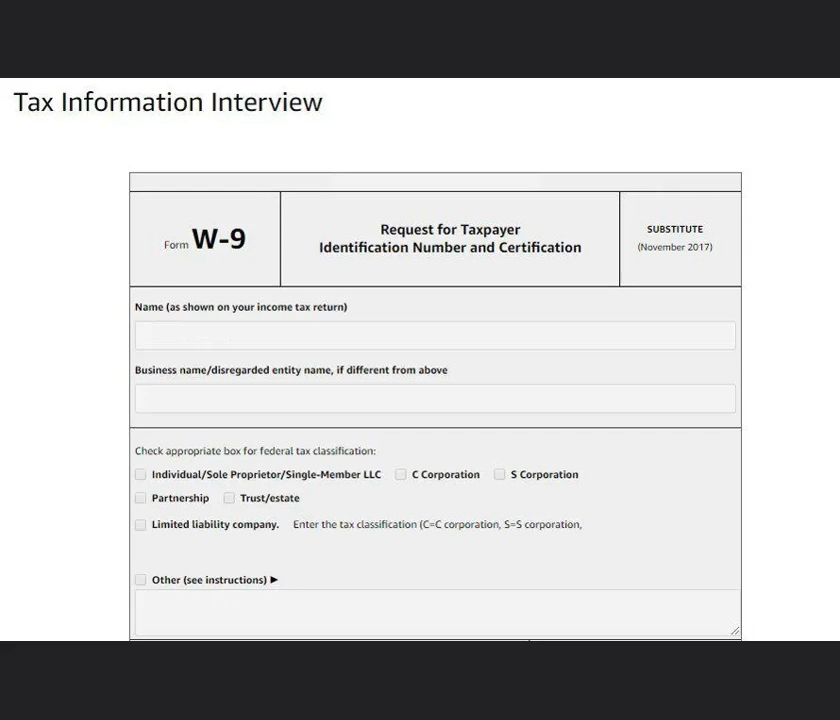 Tax Information Interview
Form W-9
Request for Taxpayer
Identification Number and Certification
SUBSTITUTE
(November 2017)
Name (as shown on your income tax return)
Business name/disregarded entity name, if different from above
Check appropriate box for federal tax classification:
Individual/Sole Proprietor/Single-Member LLC C Corporation S Corporation
Partnership Trust/estate
Limited liability company. Enter the tax classification (C=C corporation, S=S corporation,
Other (see instructions) ▶